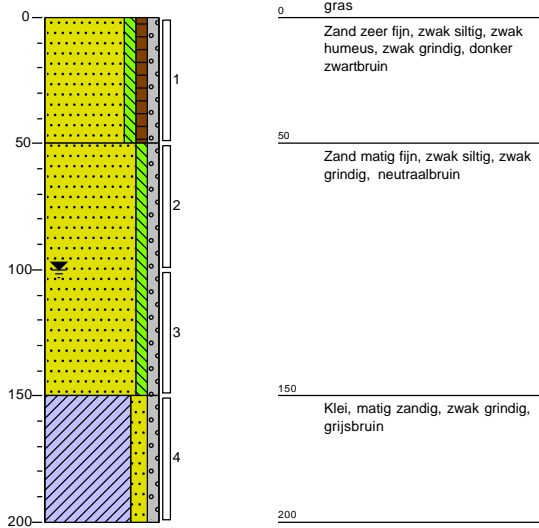 0
50
100
150
200
1
2
3
4
0
gras
Zand zeer fijn, zwak siltig, zwak
humeus, zwak grindig, donker
zwartbruin
50
Zand matig fijn, zwak siltig, zwak
grindig, neutraalbruin
150
Klei, matig zandig, zwak grindig,
grijsbruin
200